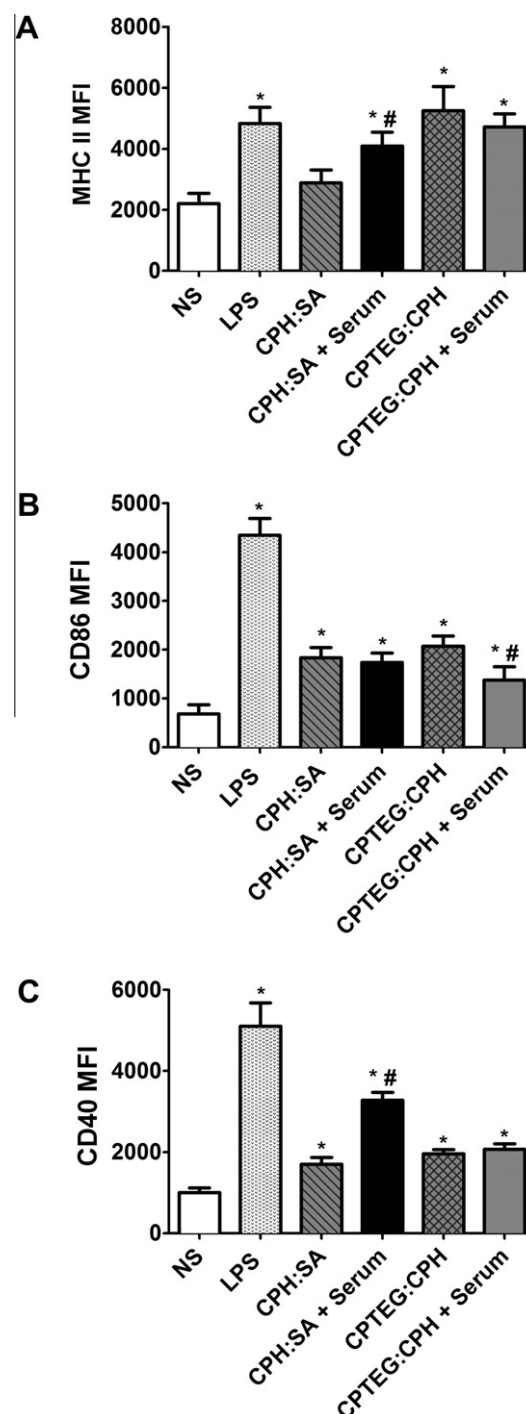 A
MHC II MFI
8000
6000
4000
2000
0
*
*
#
*
*
NS
LPS
CPH:SA
CPH:SA + Serum
CPTEG:CPH
CPTEG:CPH + Serum
B
CD86 MFI
5000
4000
3000
2000
1000
0
*
*
*
*
*
#
NS
LPS
CPH:SA
CPH:SA + Serum
CPTEG:CPH
CPTEG:CPH + Serum
C
CD40 MFI
6000
4000
2000
0
*
*
*
#
*
*
NS
LPS
CPH:SA
CPH:SA + Serum
CPTEG:CPH
CPTEG:CPH + Serum